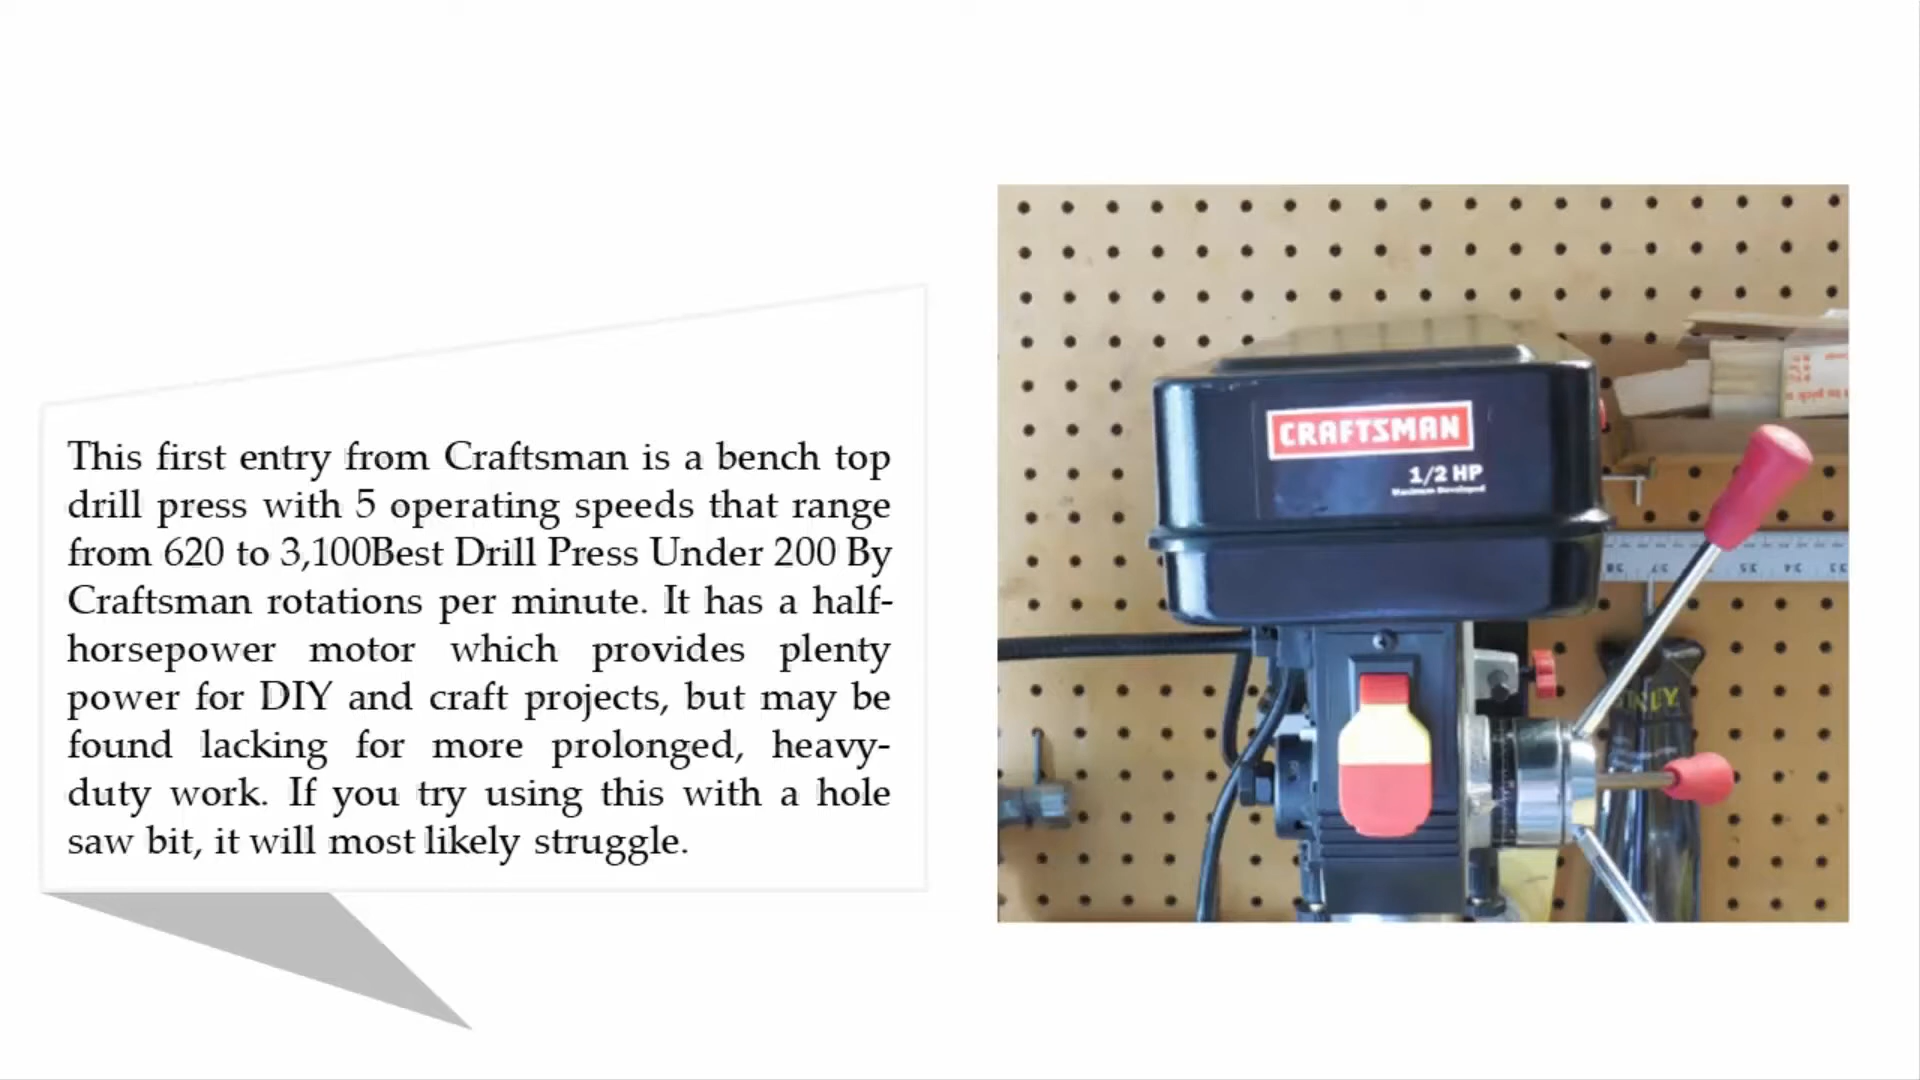 This first entry from Craftsman is a bench top
drill press with 5 operating speeds that range
from 620 to 3,100Best Drill Press Under 200 By
Craftsman rotations per minute. It has a half-
horsepower motor which provides plenty
power for DIY and craft projects, but may be
found lacking for more prolonged, heavy-
duty work. If you try using this with a hole
saw bit, it will most likely struggle.
CRAFTSMAN
1/2 HP
Maximum Developed